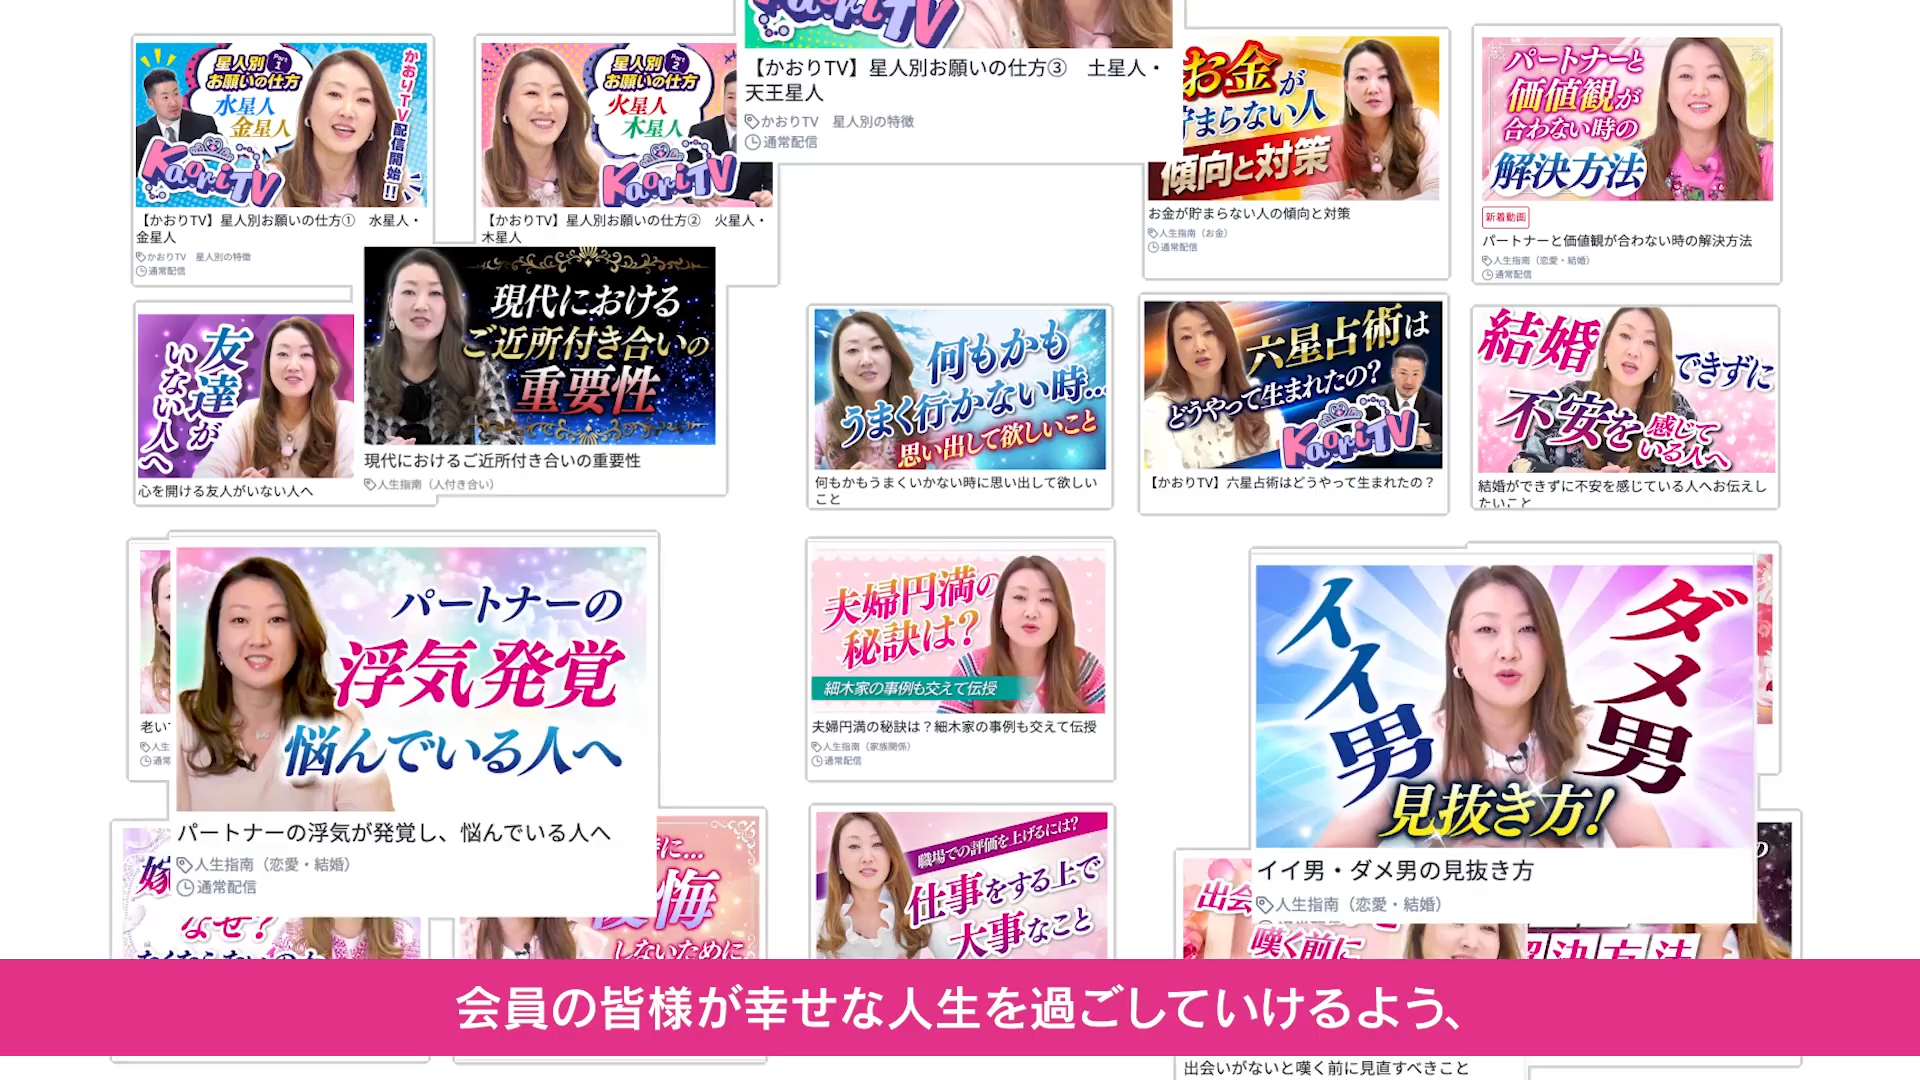 KaoriTV
【かおりTV】星人別お願いの仕方③　土星人・
天王星人
かおりTV　星人別の特徴
通常配信
星人別 Part 1
お願いの仕方
水星人
金星人
かおりTV配信開始!!
KaoriTV
【かおりTV】星人別お願いの仕方①　水星人・
金星人
かおりTV　星人別の特徴
通常配信
星人別 Part 2
お願いの仕方
火星人
木星人
KaoriTV
【かおりTV】星人別お願いの仕方②　火星人・
木星人
お金が
貯まらない人
傾向と対策
お金が貯まらない人の傾向と対策
人生指南（お金）
通常配信
パートナーと
価値観が
合わない時の
解決方法
新着動画
パートナーと価値観が合わない時の解決方法
人生指南（恋愛・結婚）
通常配信
友達が
いない人へ
心を開ける友人がいない人へ
現代における
ご近所付き合いの
重要性
現代におけるご近所付き合いの重要性
人生指南（人付き合い）
何もかも
うまく行かない時...
思い出して欲しいこと
何もかもうまくいかない時に思い出して欲しい
こと
六星占術は
どうやって生まれたの?
KaoriTV
【かおりTV】六星占術はどうやって生まれたの？
結婚できずに
不安を感じて
いる人へ
結婚ができずに不安を感じている人へお伝えし
たいこと
老い
人生
通常
パートナーの
浮気発覚
悩んでいる人へ
パートナーの浮気が発覚し、悩んでいる人へ
人生指南（恋愛・結婚）
通常配信
夫婦円満の
秘訣は?
細木家の事例も交えて伝授
夫婦円満の秘訣は？細木家の事例も交えて伝授
人生指南（家族関係）
通常配信
イイ男
ダメ男
見抜き方!
イイ男・ダメ男の見抜き方
人生指南（恋愛・結婚）
嫁
なぜ?
に...
後悔
しないために
職場での評価を上げるには?
仕事をする上で
大事なこと
出会
嘆く前に
解決方法
会員の皆様が幸せな人生を過ごしていけるよう、
出会いがないと嘆く前に見直すべきこと